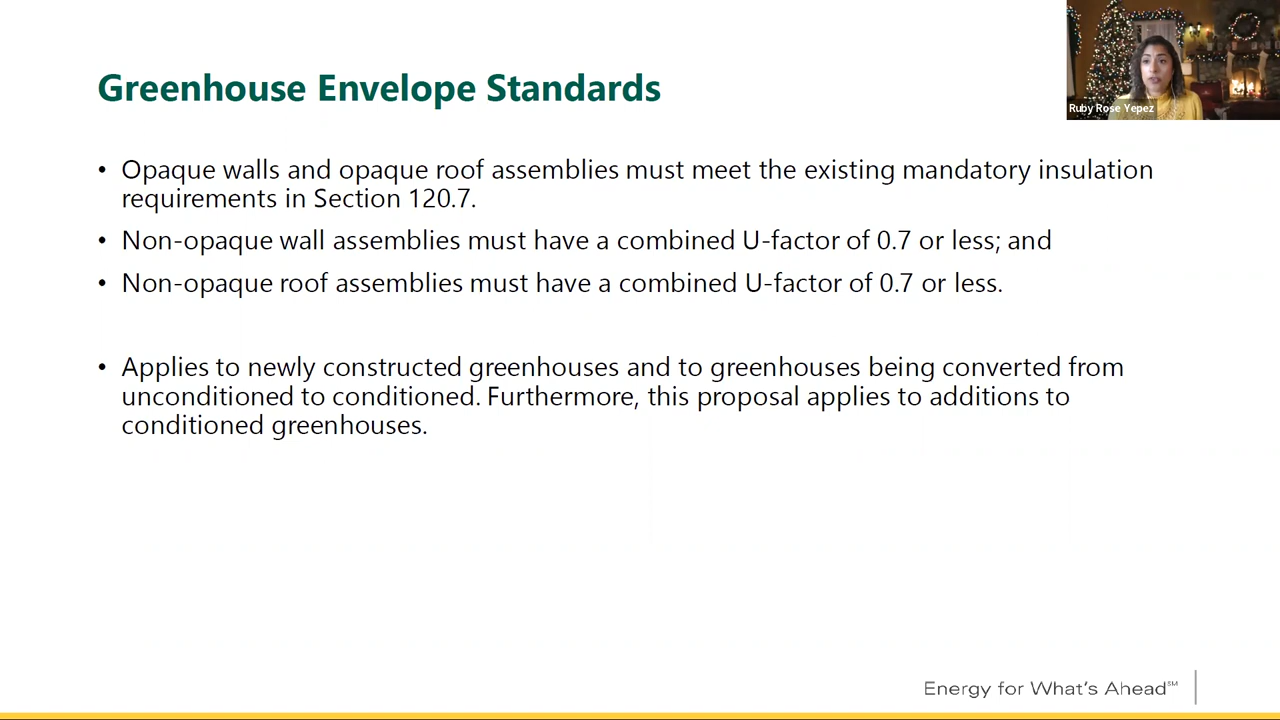 Greenhouse Envelope Standards
Ruby Rose Yepez
• Opaque walls and opaque roof assemblies must meet the existing mandatory insulation
requirements in Section 120.7.
• Non-opaque wall assemblies must have a combined U-factor of 0.7 or less; and
• Non-opaque roof assemblies must have a combined U-factor of 0.7 or less.
• Applies to newly constructed greenhouses and to greenhouses being converted from
unconditioned to conditioned. Furthermore, this proposal applies to additions to
conditioned greenhouses.
Energy for What's Ahead℠